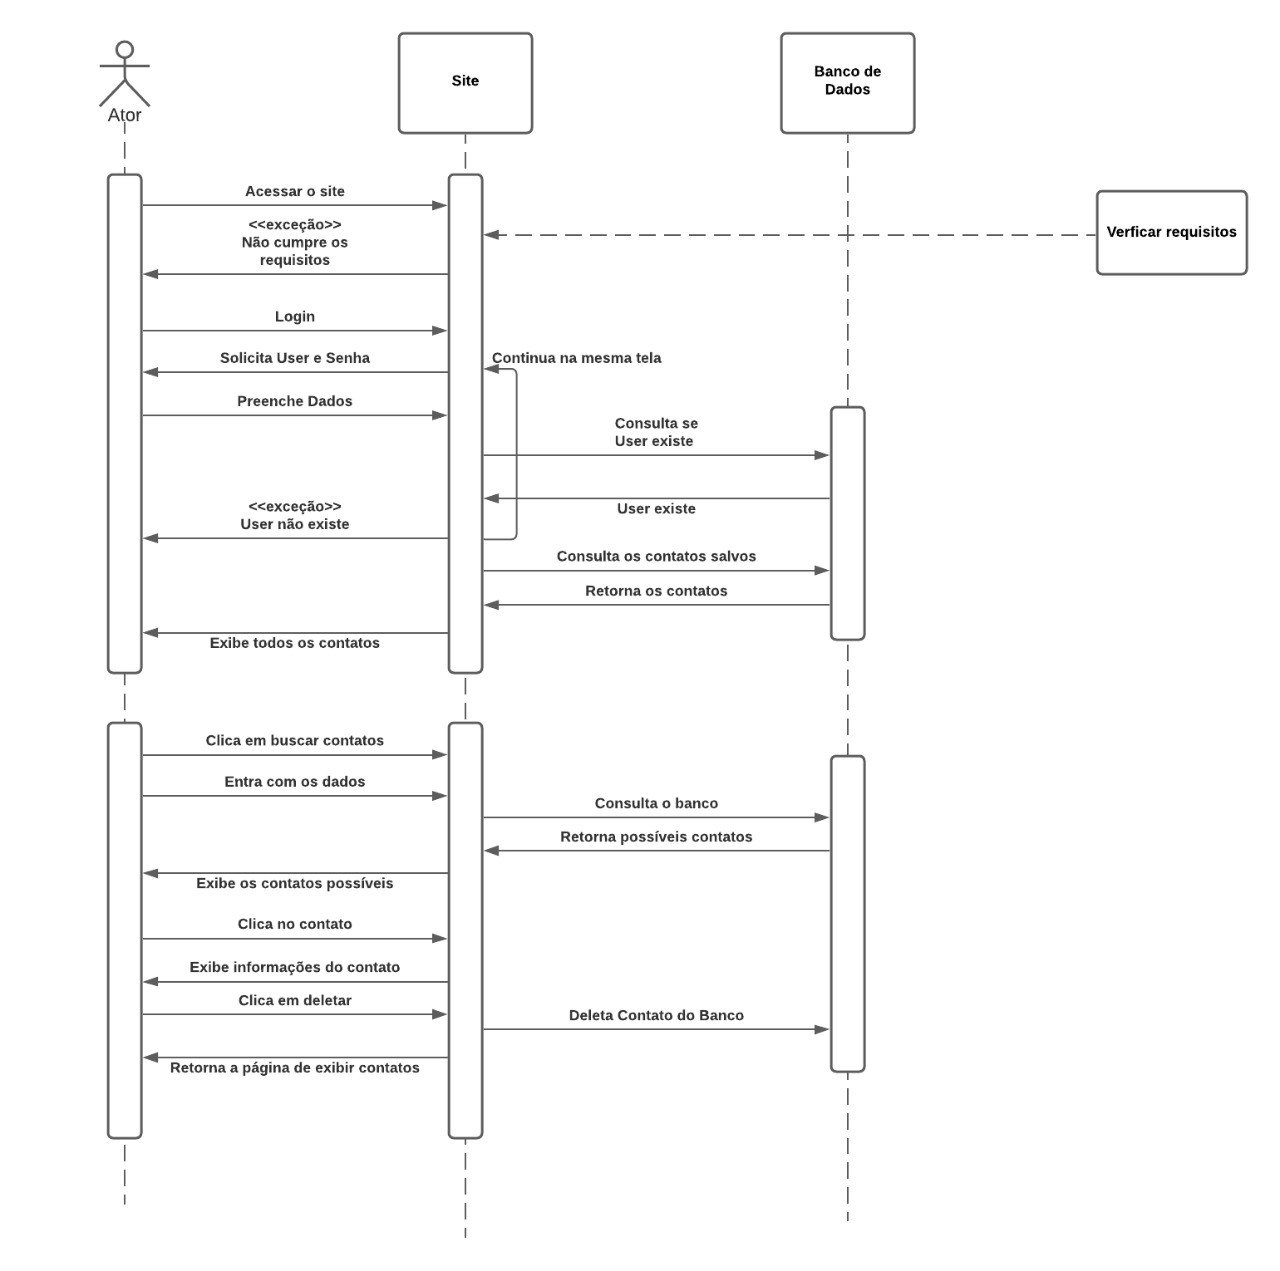 Ator
Site
Banco de
Dados
Acessar o site
<<exceção>>
Não cumpre os
requisitos
Verficar requisitos
Login
Solicita User e Senha
Continua na mesma tela
Preenche Dados
Consulta se
User existe
User existe
<<exceção>>
User não existe
Consulta os contatos salvos
Retorna os contatos
Exibe todos os contatos
Clica em buscar contatos
Entra com os dados
Consulta o banco
Retorna possíveis contatos
Exibe os contatos possíveis
Clica no contato
Exibe informações do contato
Clica em deletar
Deleta Contato do Banco
Retorna a página de exibir contatos